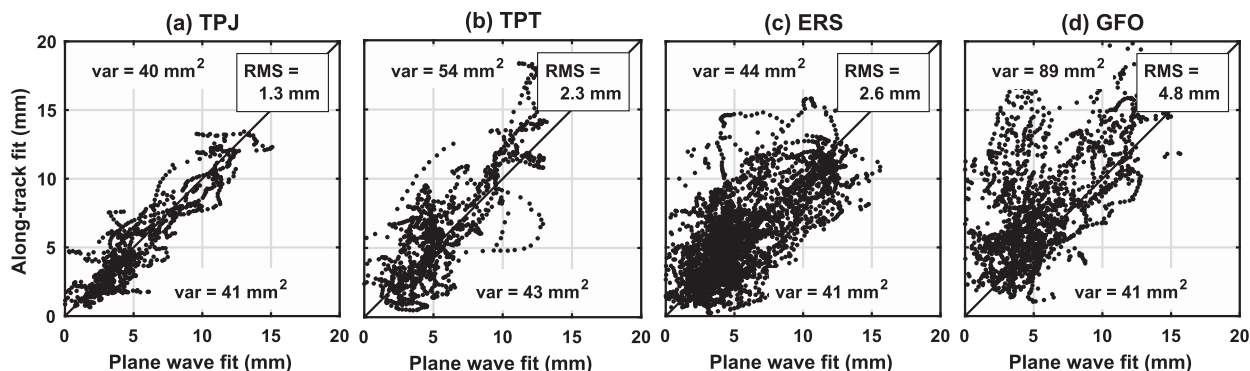 (a) TPJ
(b) TPT
(c) ERS
(d) GFO
Along-track fit (mm)
20
15
10
5
0
var = 40 mm²
RMS =
1.3 mm
var = 41 mm²
0 5 10 15 20
Plane wave fit (mm)
var = 54 mm²
RMS =
2.3 mm
var = 43 mm²
0 5 10 15 20
Plane wave fit (mm)
var = 44 mm²
RMS =
2.6 mm
var = 41 mm²
0 5 10 15 20
Plane wave fit (mm)
var = 89 mm²
RMS =
4.8 mm
var = 41 mm²
0 5 10 15 20
Plane wave fit (mm)